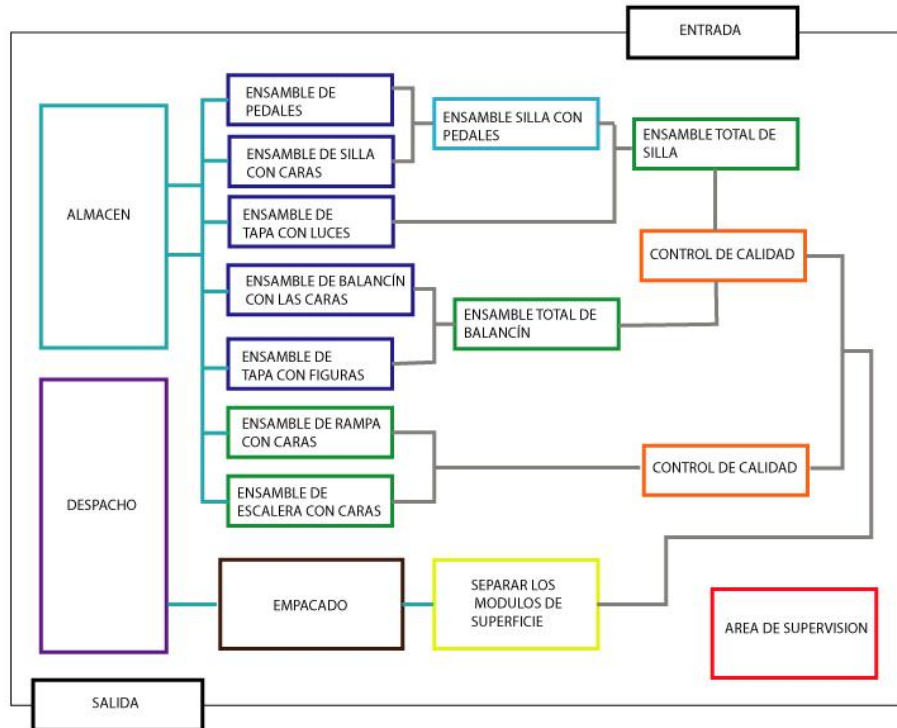 ENTRADA
ENSAMBLE DE
PEDALES
ENSAMBLE SILLA CON
PEDALES
ENSAMBLE TOTAL DE
SILLA
ENSAMBLE DE SILLA
CON CARAS
ALMACEN
ENSAMBLE DE
TAPA CON LUCES
CONTROL DE CALIDAD
ENSAMBLE DE BALANCÍN
CON LAS CARAS
ENSAMBLE TOTAL DE
BALANCÍN
ENSAMBLE DE
TAPA CON FIGURAS
ENSAMBLE DE RAMPA
CON CARAS
CONTROL DE CALIDAD
ENSAMBLE DE
ESCALERA CON CARAS
DESPACHO
EMPACADO
SEPARAR LOS
MODULOS DE
SUPERFICIE
AREA DE SUPERVISION
SALIDA